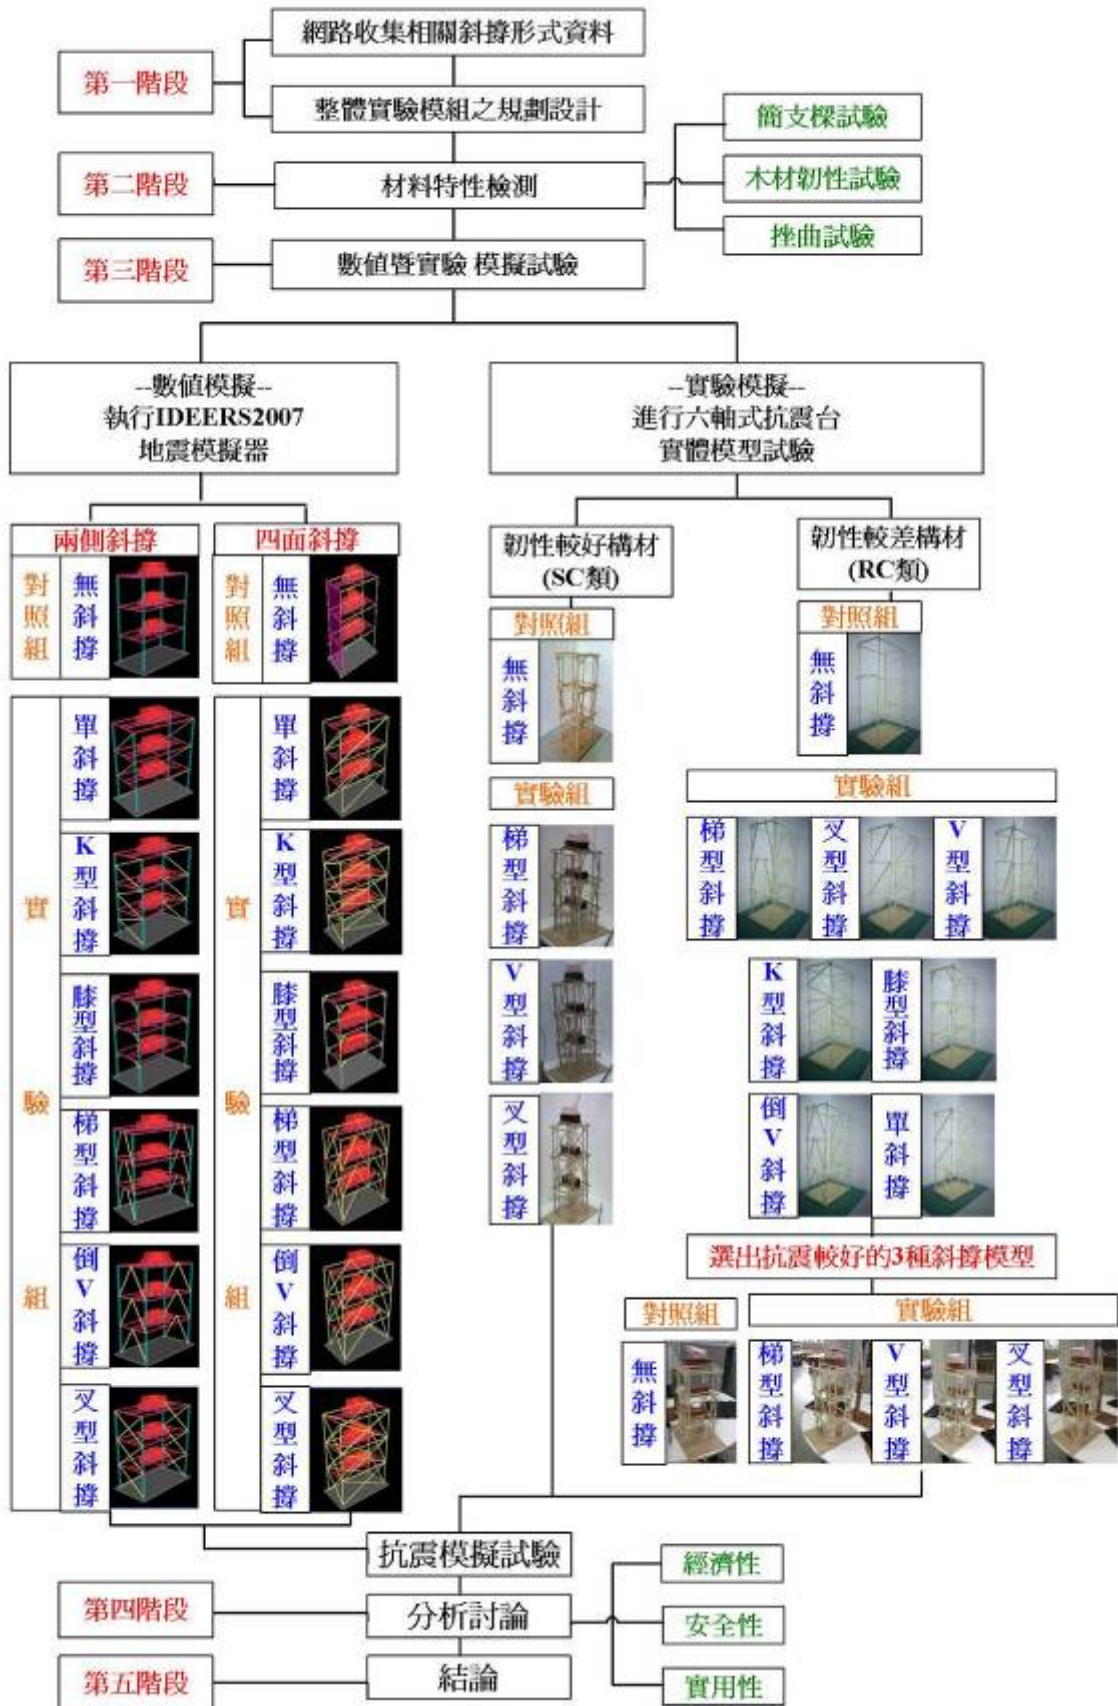 網路收集相關斜撐形式資料
第一階段
整體實驗模組之規劃設計
簡支樑試驗
第二階段
材料特性檢測
木材韌性試驗
挫曲試驗
第三階段
數值暨實驗 模擬試驗
--數值模擬--
執行IDEERS2007
地震模擬器
--實驗模擬--
進行六軸式抗震台
實體模型試驗
兩側斜撐
對照組
無斜撐
實驗組
單斜撐
K型斜撐
膝型斜撐
梯型斜撐
倒V斜撐
叉型斜撐
四面斜撐
對照組
無斜撐
實驗組
單斜撐
K型斜撐
膝型斜撐
梯型斜撐
倒V斜撐
叉型斜撐
韌性較好構材
(SC類)
對照組
無斜撐
實驗組
梯型斜撐
V型斜撐
叉型斜撐
韌性較差構材
(RC類)
對照組
無斜撐
實驗組
梯型斜撐
叉型斜撐
V型斜撐
K型斜撐
膝型斜撐
倒V斜撐
單斜撐
選出抗震較好的3種斜撐模型
對照組
無斜撐
實驗組
梯型斜撐
V型斜撐
叉型斜撐
抗震模擬試驗
經濟性
第四階段
分析討論
安全性
第五階段
結論
實用性